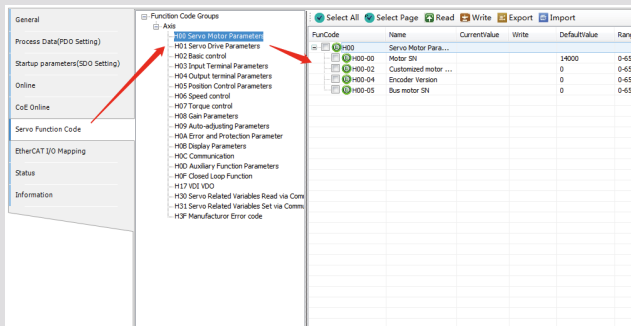 General
Process Data(PDO Setting)
Startup parameters(SDO Setting)
Online
CoE Online
Servo Function Code
EtherCAT I/O Mapping
Status
Information
Function Code Groups
Axis
H00 Servo Motor Parameters
H01 Servo Drive Parameters
H02 Basic control
H03 Input Terminal Parameters
H04 Output terminal Parameters
H05 Position Control Parameters
H06 Speed control
H07 Torque control
H08 Gain Parameters
H09 Auto-adjusting Parameters
H0A Error and Protection Parameter
H0B Display Parameters
H0C Communication
H0D Auxiliary Function Parameters
H0F Closed Loop Function
H17 VDI VDO
H30 Servo Related Variables Read via Com
H31 Servo Related Variables Set via Commu
H3F Manufacturor Error code
Select All Select Page Read Write Export Import
FunCode Name CurrentValue Write DefaultValue Rang
H00 Servo Motor Para...
H00-00 Motor SN 14000 0-65
H00-02 Customized motor ... 0 0-65
H00-04 Encoder Version 0 0-65
H00-05 Bus motor SN 0 0-65